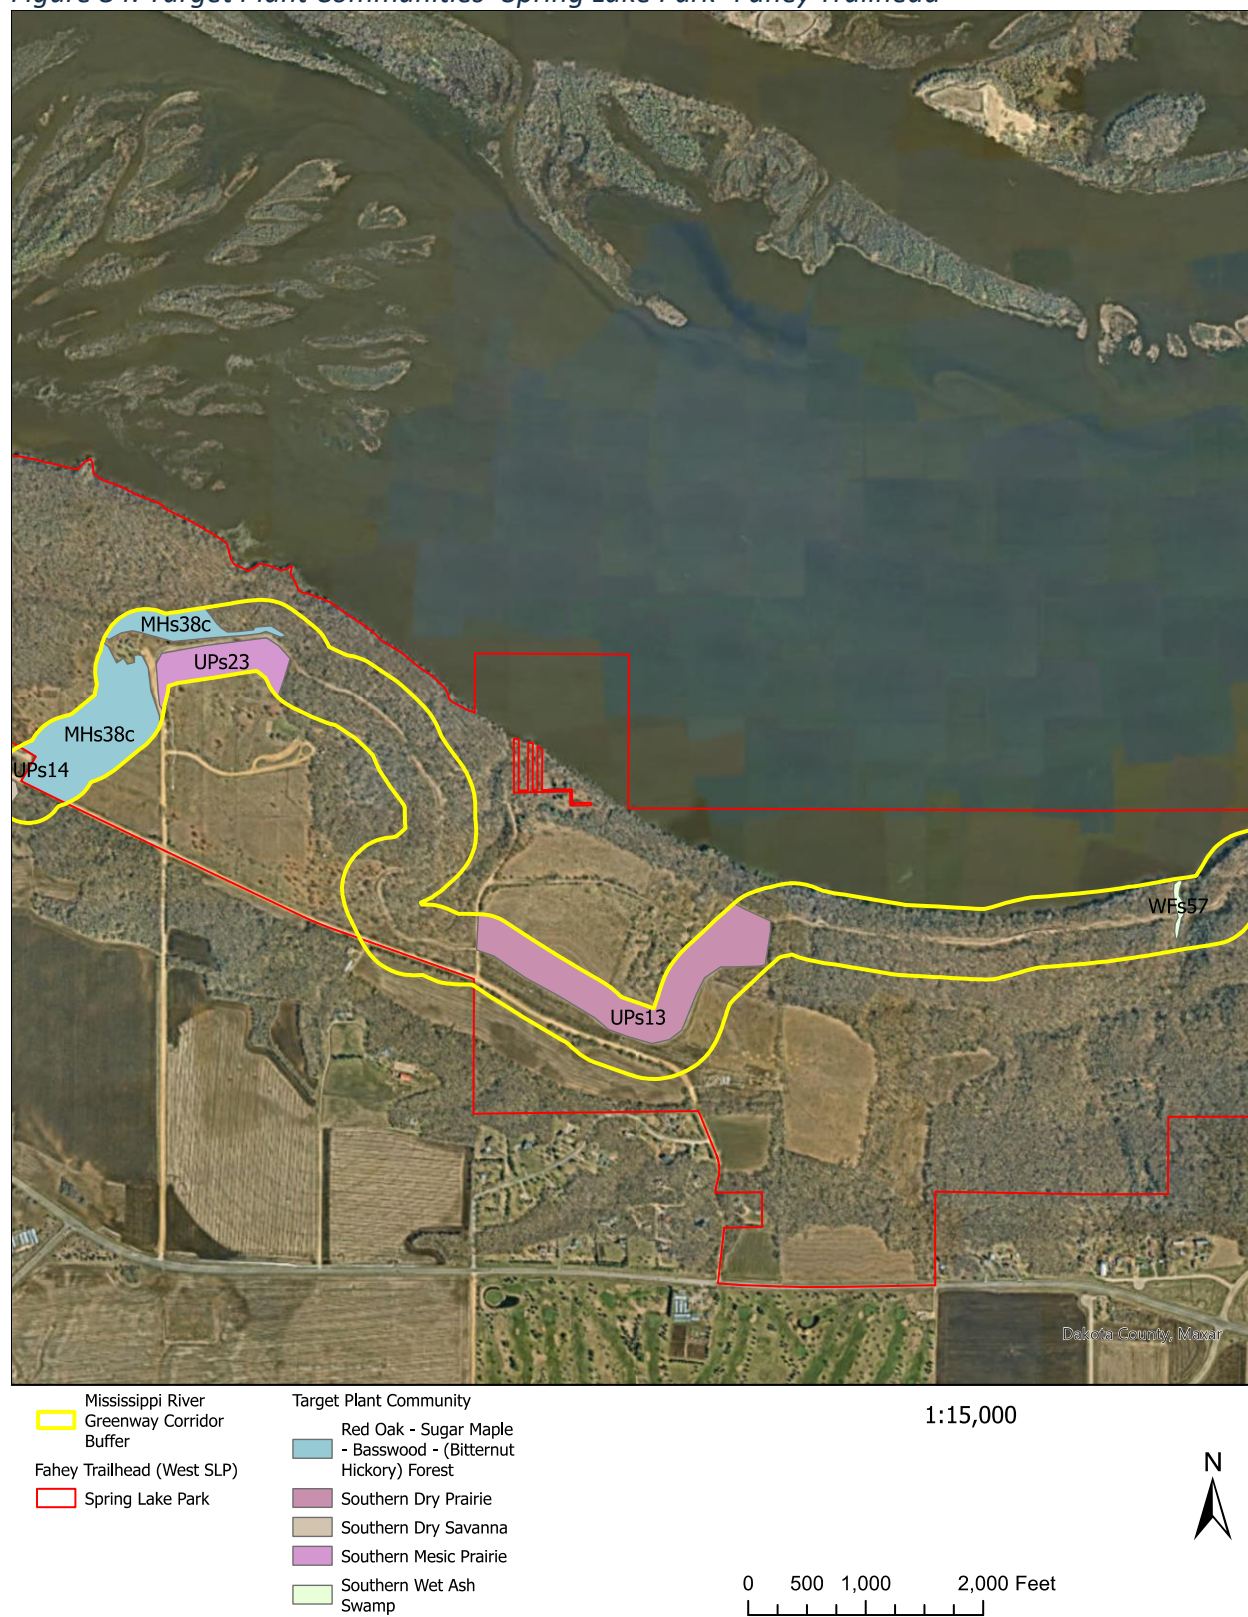 MHs38c
UPs23
MHs38c
UPs14
WFs57
UPs13
Dakota County, Maxar
Mississippi River
Greenway Corridor
Buffer
Fahey Trailhead (West SLP)
Spring Lake Park
Target Plant Community
Red Oak - Sugar Maple
- Basswood - (Bitternut
Hickory) Forest
Southern Dry Prairie
Southern Dry Savanna
Southern Mesic Prairie
Southern Wet Ash
Swamp
1:15,000
N
0 500 1,000 2,000 Feet